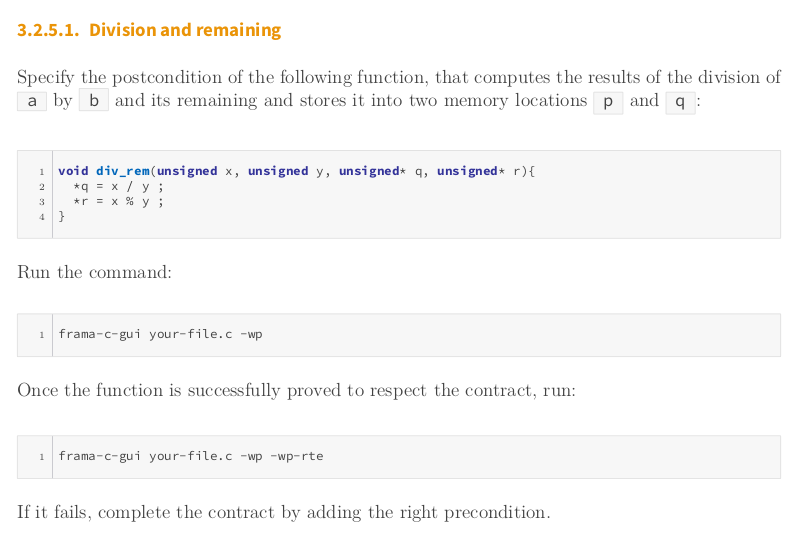 3.2.5.1. Division and remaining
Specify the postcondition of the following function, that computes the results of the division of
a by b and its remaining and stores it into two memory locations p and q :
1 void div_rem(unsigned x, unsigned y, unsigned* q, unsigned* r){
2 *q = x / y ;
3 *r = x % y ;
4 }
Run the command:
1 frama-c-gui your-file.c -wp
Once the function is successfully proved to respect the contract, run:
1 frama-c-gui your-file.c -wp -wp-rte
If it fails, complete the contract by adding the right precondition.